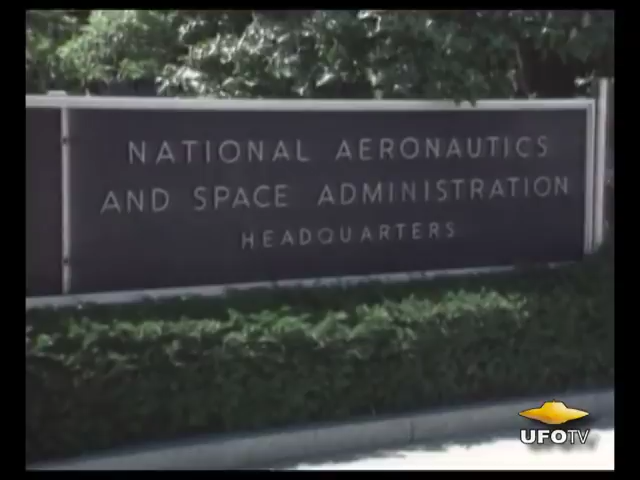 NATIONAL AERONAUTICS
AND SPACE ADMINISTRATION
HEADQUARTERS
UFOTV